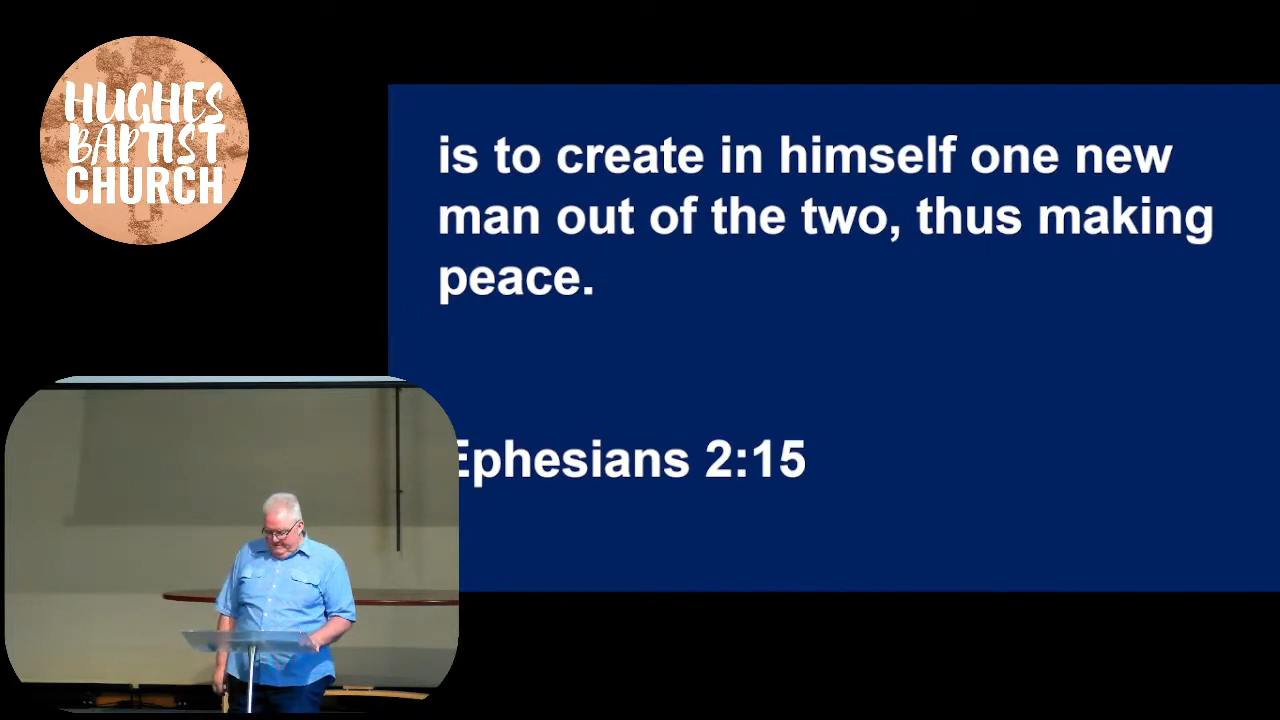 HUGHES
BAPTIST
CHURCH
is to create in himself one new
man out of the two, thus making
peace.
Ephesians 2:15